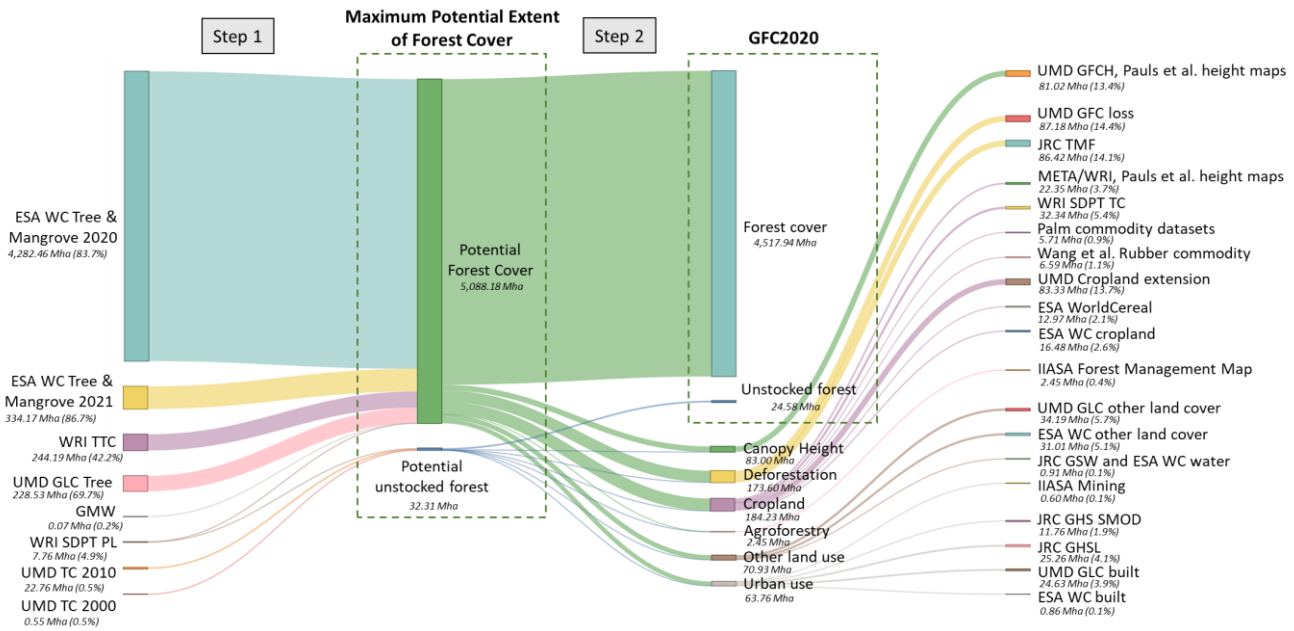 Step 1
Maximum Potential Extent
of Forest Cover
Step 2
GFC2020
ESA WC Tree &
Mangrove 2020
4,282.46 Mha (83.7%)
ESA WC Tree &
Mangrove 2021
334.17 Mha (86.7%)
WRI TTC
244.19 Mha (42.2%)
UMD GLC Tree
228.53 Mha (69.7%)
GMW
0.07 Mha (0.2%)
WRI SDPT PL
7.76 Mha (4.9%)
UMD TC 2010
22.76 Mha (0.5%)
UMD TC 2000
0.55 Mha (0.5%)
Potential
Forest Cover
5,088.18 Mha
Potential
unstocked forest
32.31 Mha
Forest cover
4,517.94 Mha
Unstocked forest
24.58 Mha
Canopy Height
83.00 Mha
Deforestation
173.60 Mha
Cropland
184.23 Mha
Agroforestry
2.45 Mha
Other land use
70.93 Mha
Urban use
63.76 Mha
UMD GFCH, Pauls et al. height maps
81.02 Mha (13.4%)
UMD GFC loss
87.18 Mha (14.4%)
JRC TMF
86.42 Mha (14.1%)
META/WRI, Pauls et al. height maps
22.35 Mha (3.7%)
WRI SDPT TC
32.34 Mha (5.4%)
Palm commodity datasets
5.71 Mha (0.9%)
Wang et al. Rubber commodity
6.59 Mha (1.1%)
UMD Cropland extension
83.33 Mha (13.7%)
ESA WorldCereal
12.97 Mha (2.1%)
ESA WC cropland
16.48 Mha (2.6%)
IIASA Forest Management Map
2.45 Mha (0.4%)
UMD GLC other land cover
34.19 Mha (5.7%)
ESA WC other land cover
31.01 Mha (5.1%)
JRC GSW and ESA WC water
0.91 Mha (0.1%)
IIASA Mining
0.60 Mha (0.1%)
JRC GHS SMOD
11.76 Mha (1.9%)
JRC GHSL
25.26 Mha (4.1%)
UMD GLC built
24.63 Mha (3.9%)
ESA WC built
0.86 Mha (0.1%)